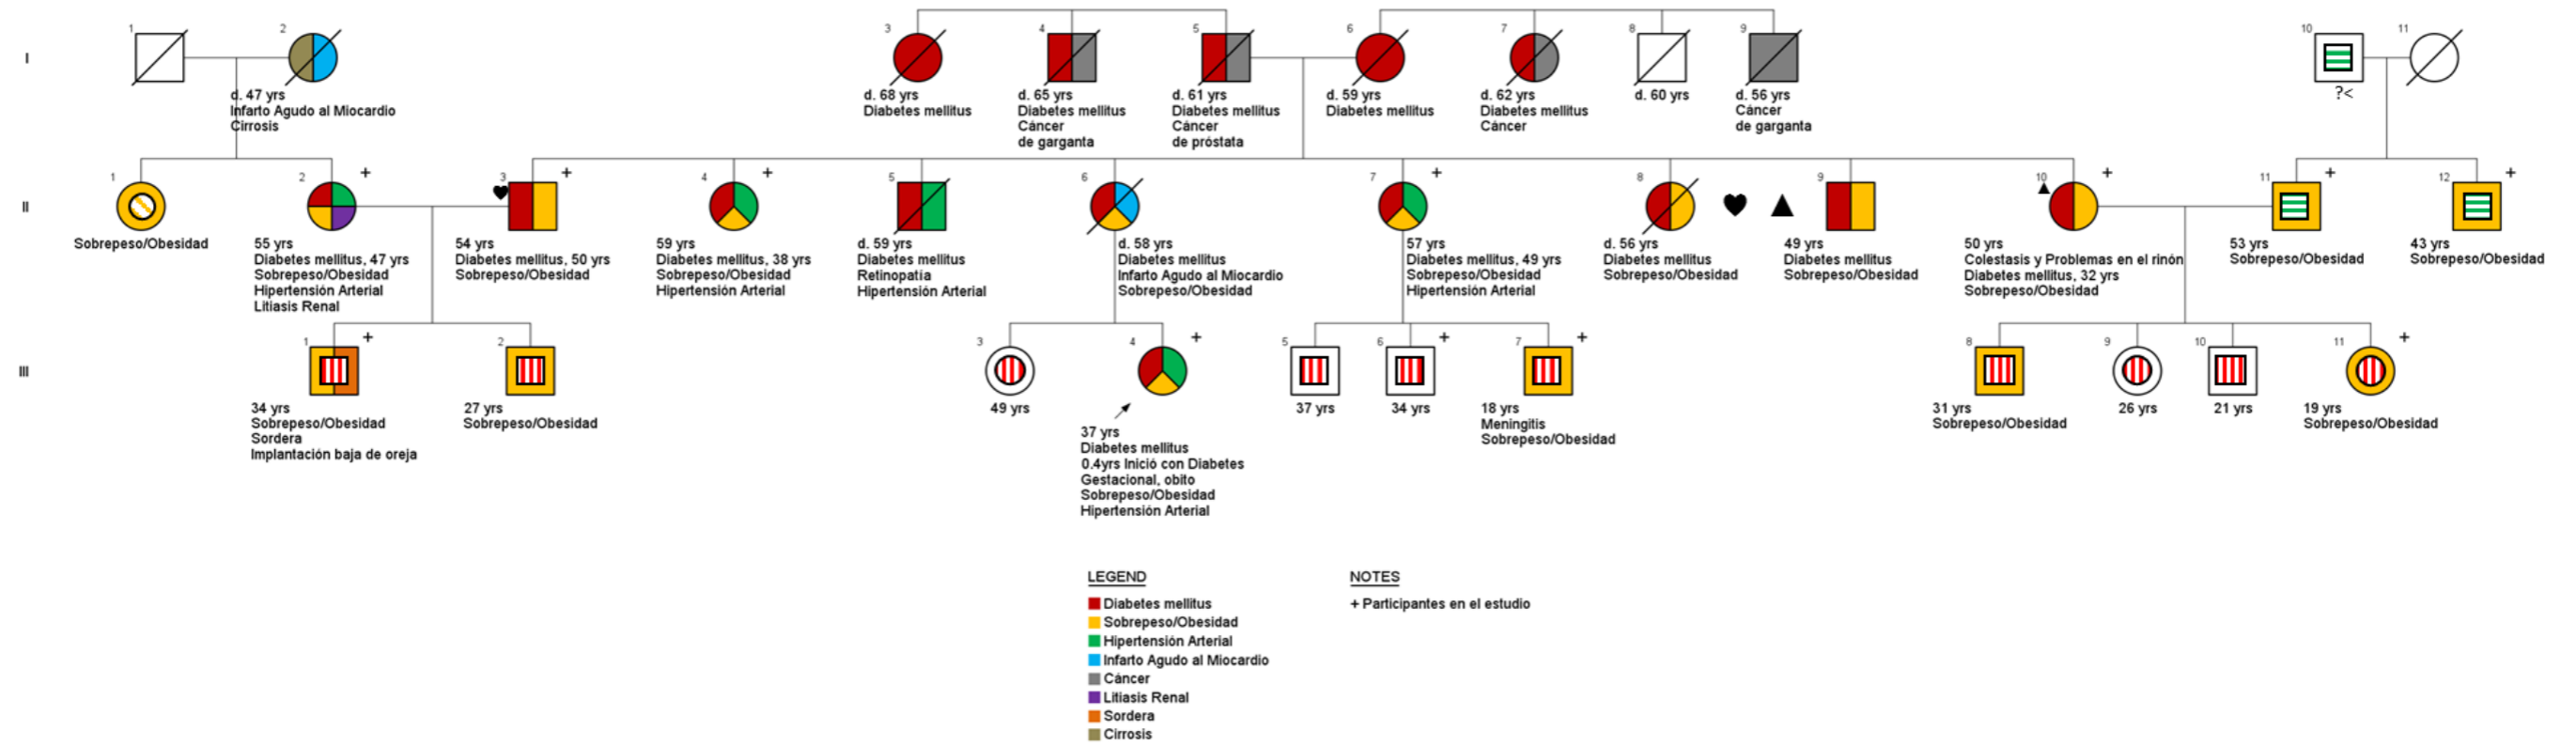 1
2
3
4
5
6
7
8
9
10
11
I
d. 47 yrs
Infarto Agudo al Miocardio
Cirrosis
d. 68 yrs
Diabetes mellitus
d. 65 yrs
Diabetes mellitus
Cáncer
de garganta
d. 61 yrs
Diabetes mellitus
Cáncer
de próstata
d. 59 yrs
Diabetes mellitus
d. 62 yrs
Diabetes mellitus
Cáncer
d. 60 yrs
d. 56 yrs
Cáncer
de garganta
?<
II
1
Sobrepeso/Obesidad
2
+
55 yrs
Diabetes mellitus, 47 yrs
Sobrepeso/Obesidad
Hipertensión Arterial
Litiasis Renal
3
+
54 yrs
Diabetes mellitus, 50 yrs
Sobrepeso/Obesidad
4
+
59 yrs
Diabetes mellitus, 38 yrs
Sobrepeso/Obesidad
Hipertensión Arterial
5
d. 59 yrs
Diabetes mellitus
Retinopatía
Hipertensión Arterial
6
d. 58 yrs
Diabetes mellitus
Infarto Agudo al Miocardio
Sobrepeso/Obesidad
7
+
57 yrs
Diabetes mellitus, 49 yrs
Sobrepeso/Obesidad
Hipertensión Arterial
8
d. 56 yrs
Diabetes mellitus
Sobrepeso/Obesidad
9
49 yrs
Diabetes mellitus
Sobrepeso/Obesidad
10
+
50 yrs
Colestasis y Problemas en el rinón
Diabetes mellitus, 32 yrs
Sobrepeso/Obesidad
11
+
53 yrs
Sobrepeso/Obesidad
12
+
43 yrs
Sobrepeso/Obesidad
III
1
+
34 yrs
Sobrepeso/Obesidad
Sordera
Implantación baja de oreja
2
27 yrs
Sobrepeso/Obesidad
3
49 yrs
4
+
37 yrs
Diabetes mellitus
0.4yrs Inició con Diabetes
Gestacional, obito
Sobrepeso/Obesidad
Hipertensión Arterial
5
37 yrs
6
+
34 yrs
7
+
18 yrs
Meningitis
Sobrepeso/Obesidad
8
31 yrs
Sobrepeso/Obesidad
9
26 yrs
10
21 yrs
11
+
19 yrs
Sobrepeso/Obesidad
LEGEND
Diabetes mellitus
Sobrepeso/Obesidad
Hipertensión Arterial
Infarto Agudo al Miocardio
Cáncer
Litiasis Renal
Sordera
Cirrosis
NOTES
+ Participantes en el estudio